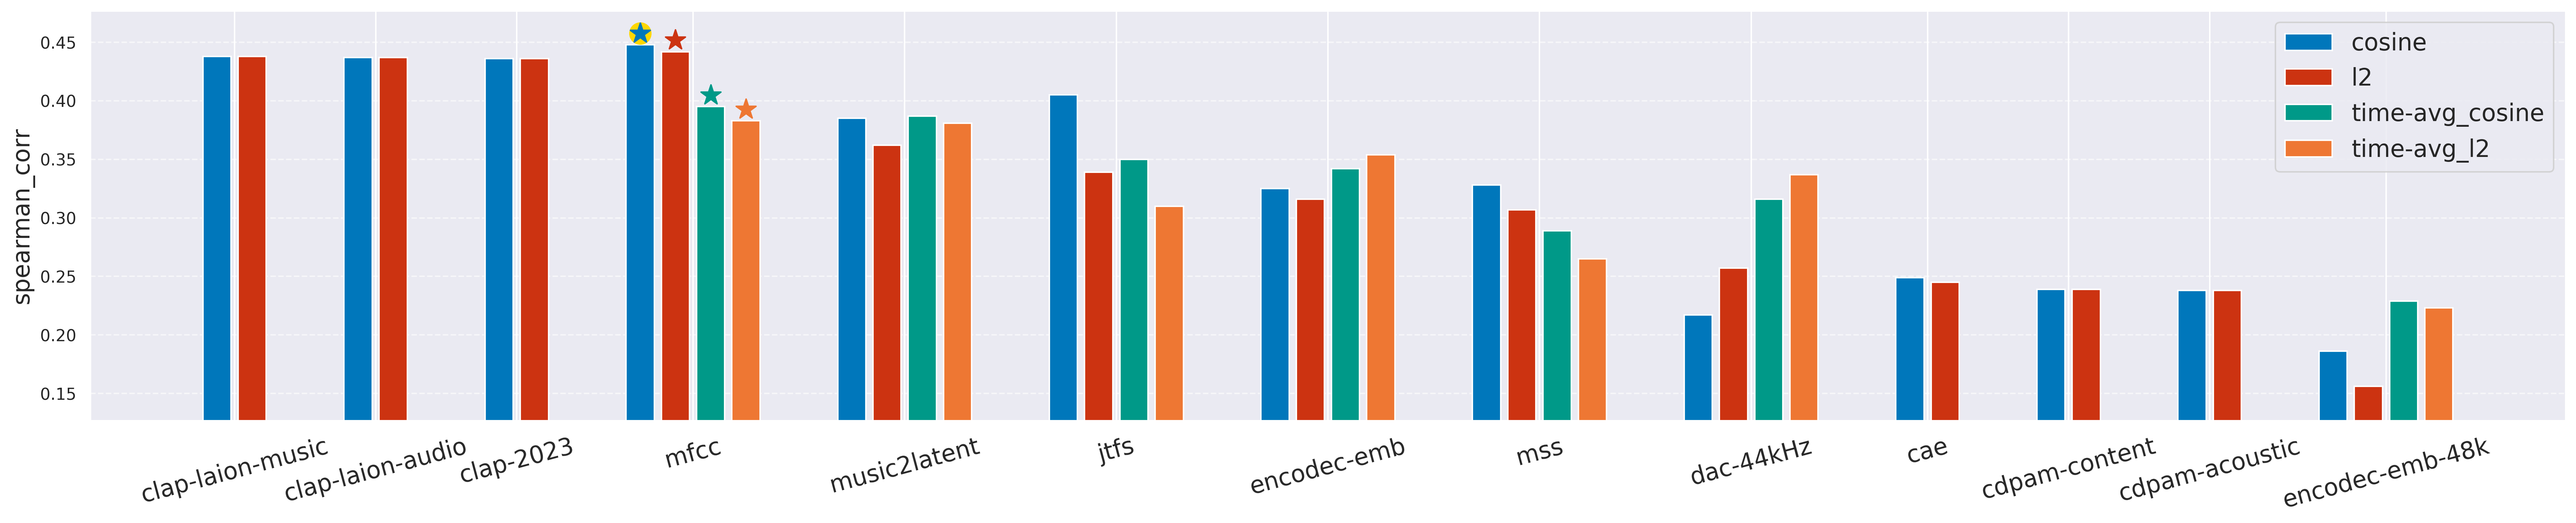 spearman_corr
0.45
0.40
0.35
0.30
0.25
0.20
0.15
cosine
l2
time-avg_cosine
time-avg_l2
clap-laion-music
clap-laion-audio
clap-2023
mfcc
music2latent
jtfs
encodec-emb
mss
dac-44kHz
cae
cdpam-content
cdpam-acoustic
encodec-emb-48k